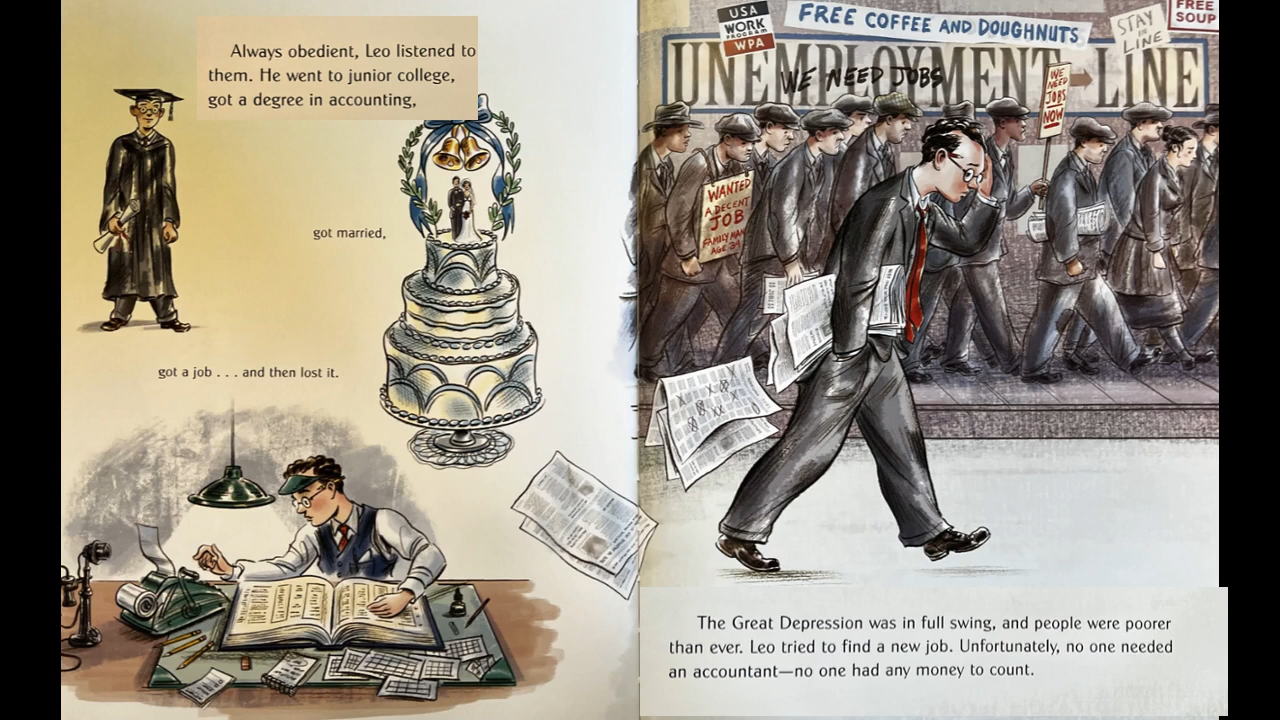 Always obedient, Leo listened to
them. He went to junior college,
got a degree in accounting,
got married,
got a job . . . and then lost it.
USA
WORK
PROGRAM
WPA
FREE COFFEE AND DOUGHNUTS
STAY
IN
LINE
FREE
SOUP
UNEMPLOYMENT LINE
WE NEED JOBS
WE
NEED
JOBS
NOW
WANTED
A DECENT
JOB
FAMILY MAN
AGE 39
The Great Depression was in full swing, and people were poorer
than ever. Leo tried to find a new job. Unfortunately, no one needed
an accountant—no one had any money to count.